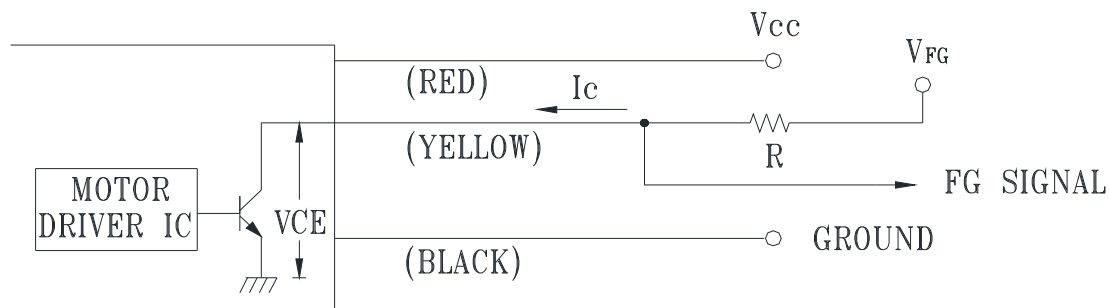 Vcc
VFG
(RED)
Ic
(YELLOW)
R
MOTOR
DRIVER IC
VCE
FG SIGNAL
GROUND
(BLACK)